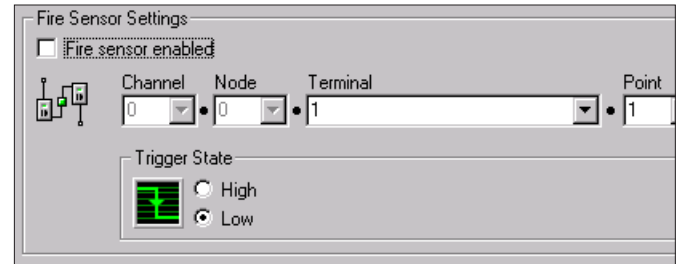 Fire Sensor Settings
Fire sensor enabled
Channel Node Terminal Point
0 0 1 1
Trigger State
High
Low